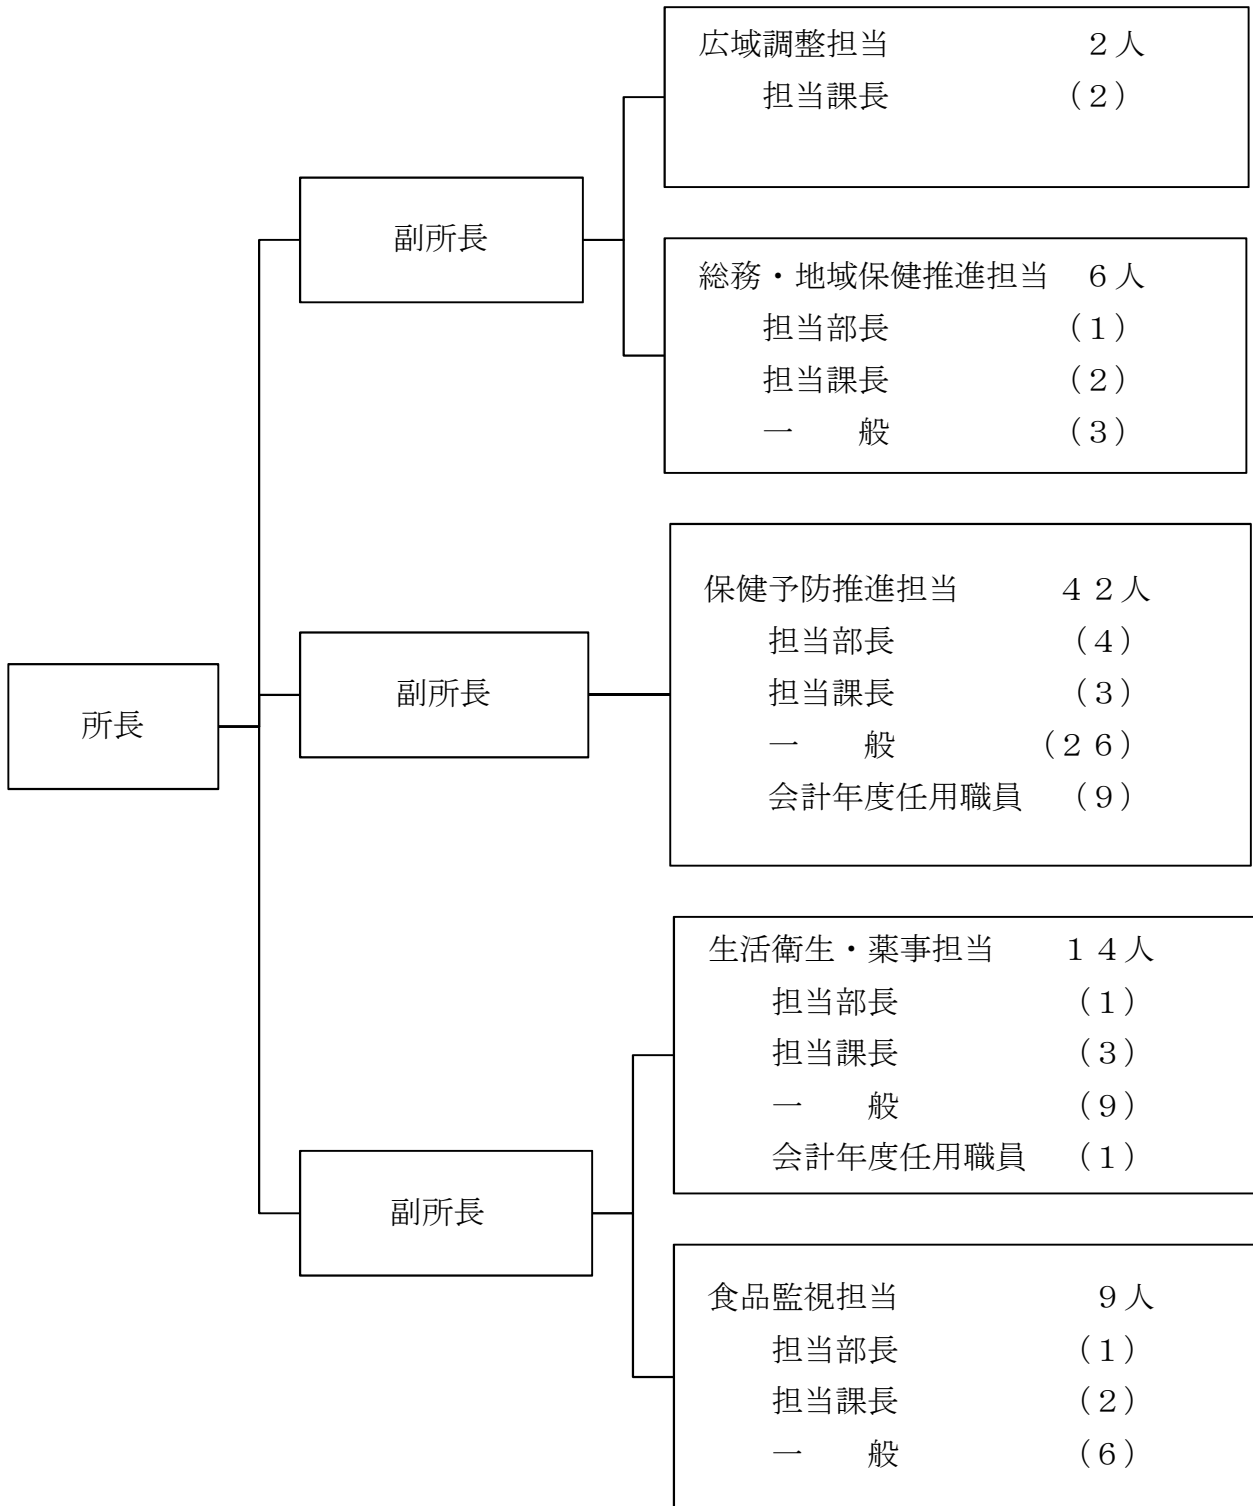 広域調整担当　２人
担当課長　（２）
副所長
総務・地域保健推進担当　６人
担当部長　（１）
担当課長　（２）
一　般　（３）
保健予防推進担当　４２人
担当部長　（４）
担当課長　（３）
一　般　（２６）
会計年度任用職員　（９）
副所長
所長
生活衛生・薬事担当　１４人
担当部長　（１）
担当課長　（３）
一　般　（９）
会計年度任用職員　（１）
副所長
食品監視担当　９人
担当部長　（１）
担当課長　（２）
一　般　（６）